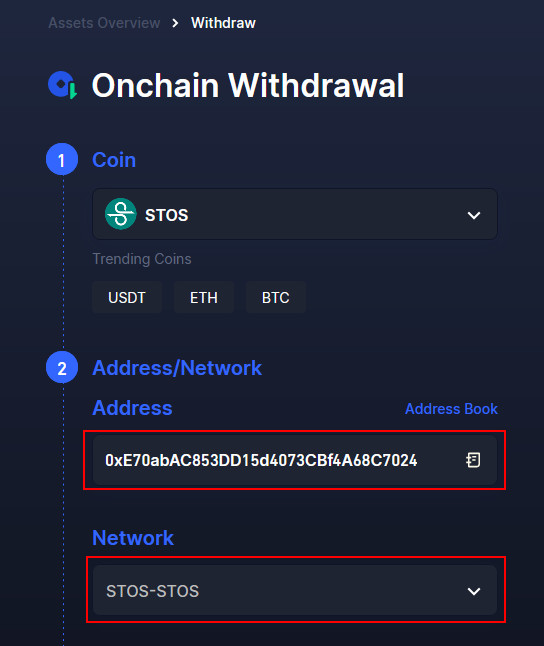 Assets Overview > Withdraw
Onchain Withdrawal
1 Coin
STOS
Trending Coins
USDT ETH BTC
2 Address/Network
Address Address Book
0xE70abAC853DD15d4073CBf4A68C7024
Network
STOS-STOS